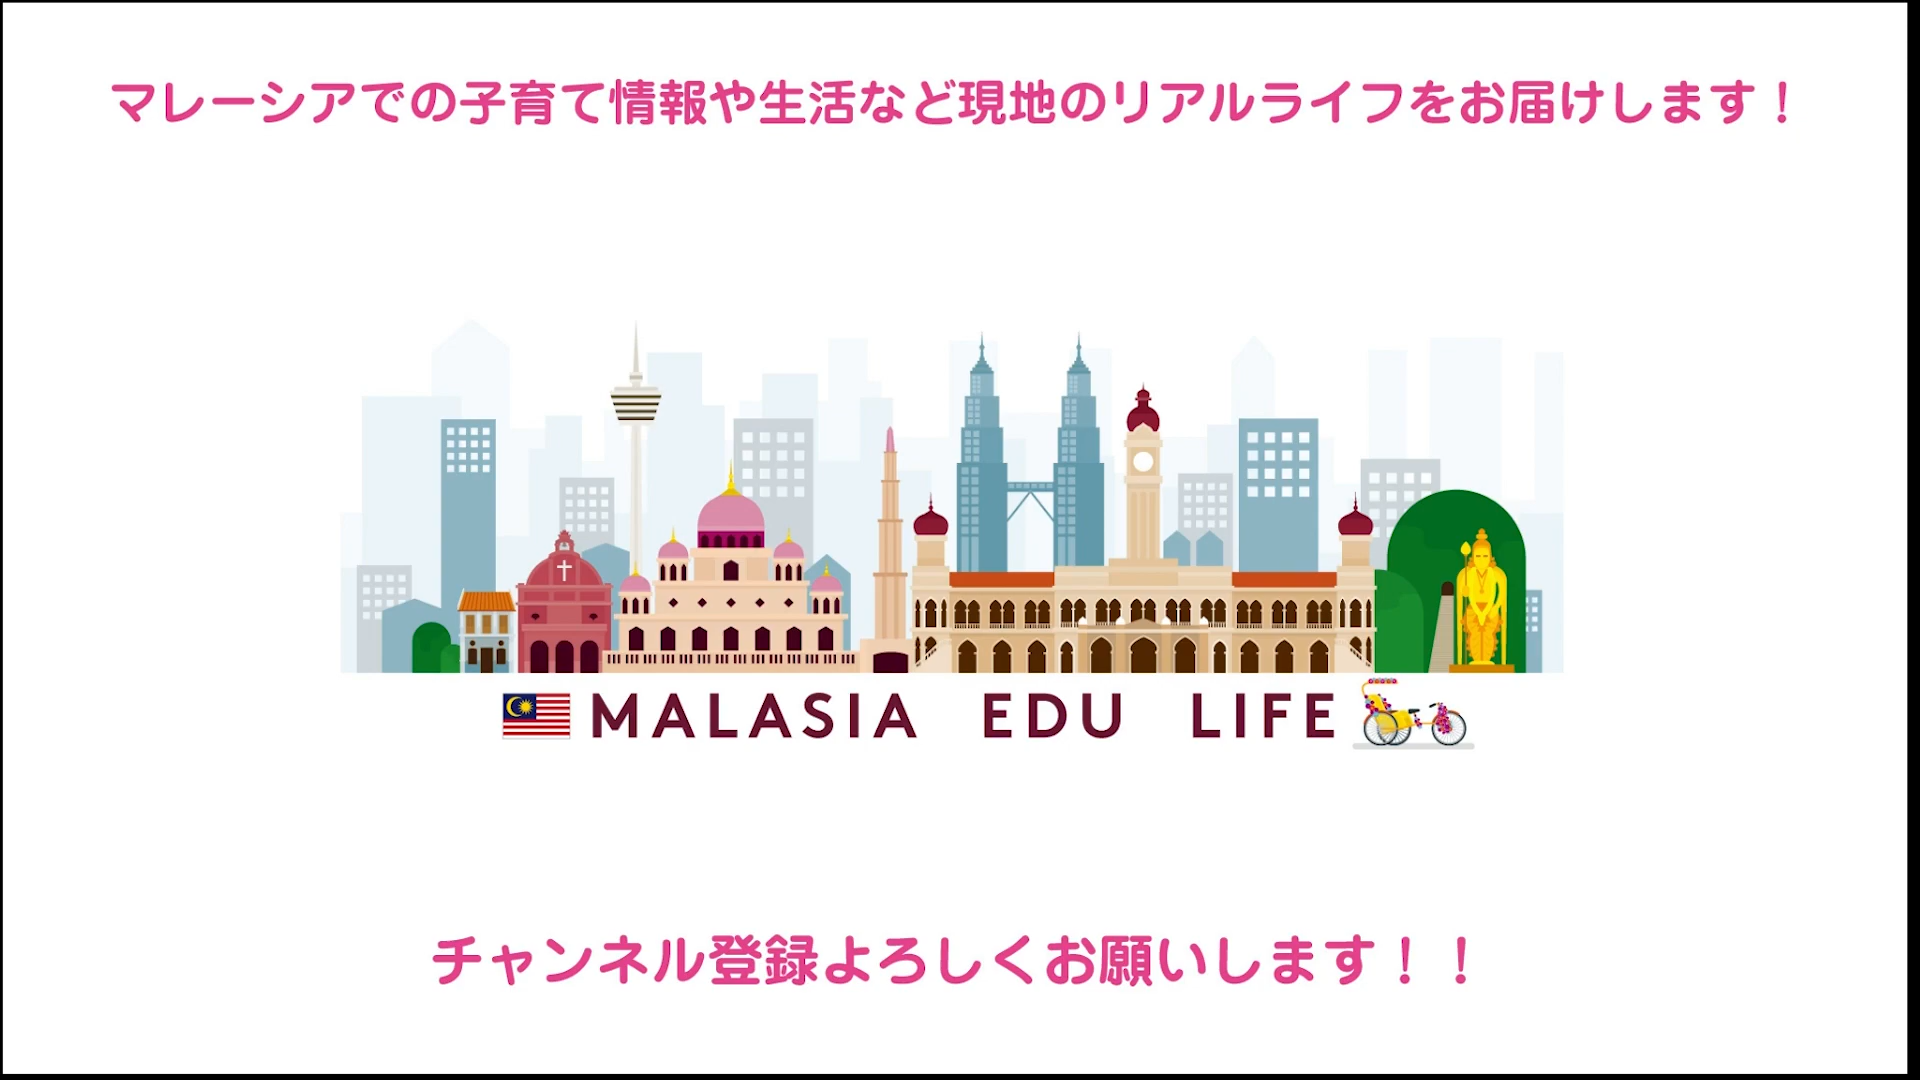 マレーシアでの子育て情報や生活など現地のリアルライフをお届けします！
MALASIA EDU LIFE
チャンネル登録よろしくお願いします！！